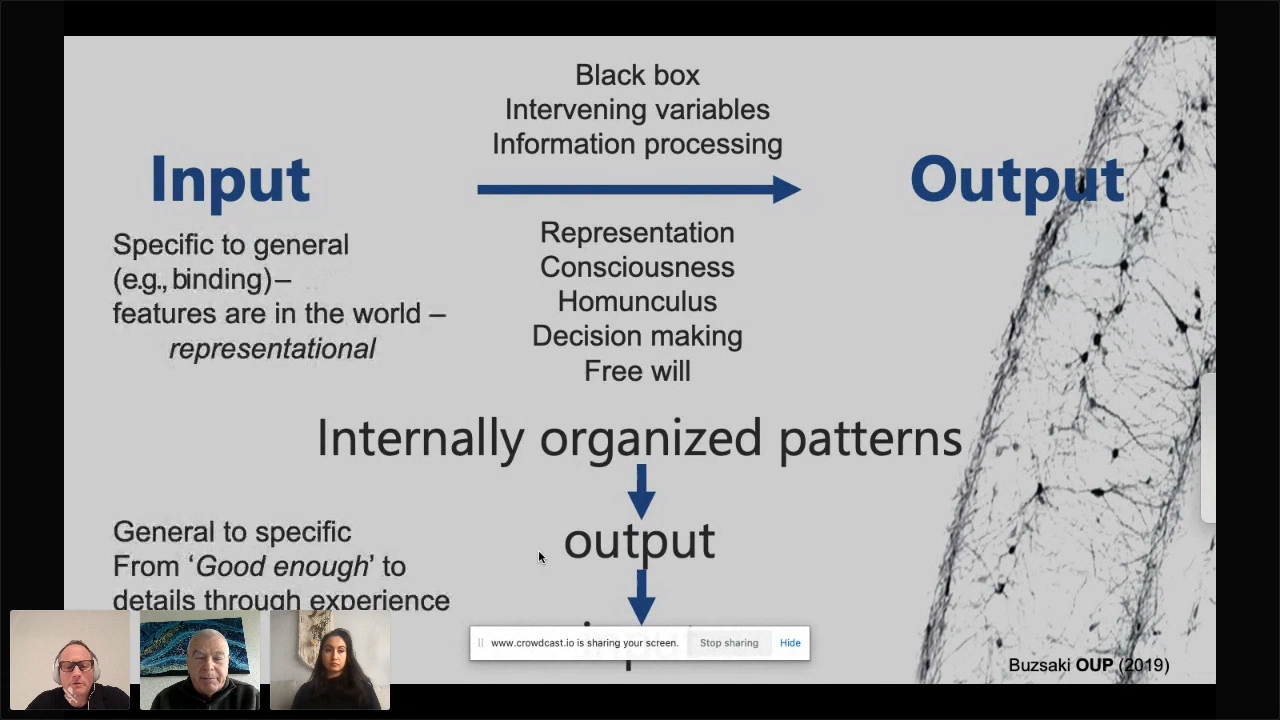 Black box
Intervening variables
Information processing
Input
Output
Specific to general
(e.g., binding) –
features are in the world –
representational
Representation
Consciousness
Homunculus
Decision making
Free will
Internally organized patterns
output
General to specific
From ‘Good enough’ to
details through experience
www.crowdcast.io is sharing your screen.
Stop sharing
Hide
Buzsaki OUP (2019)